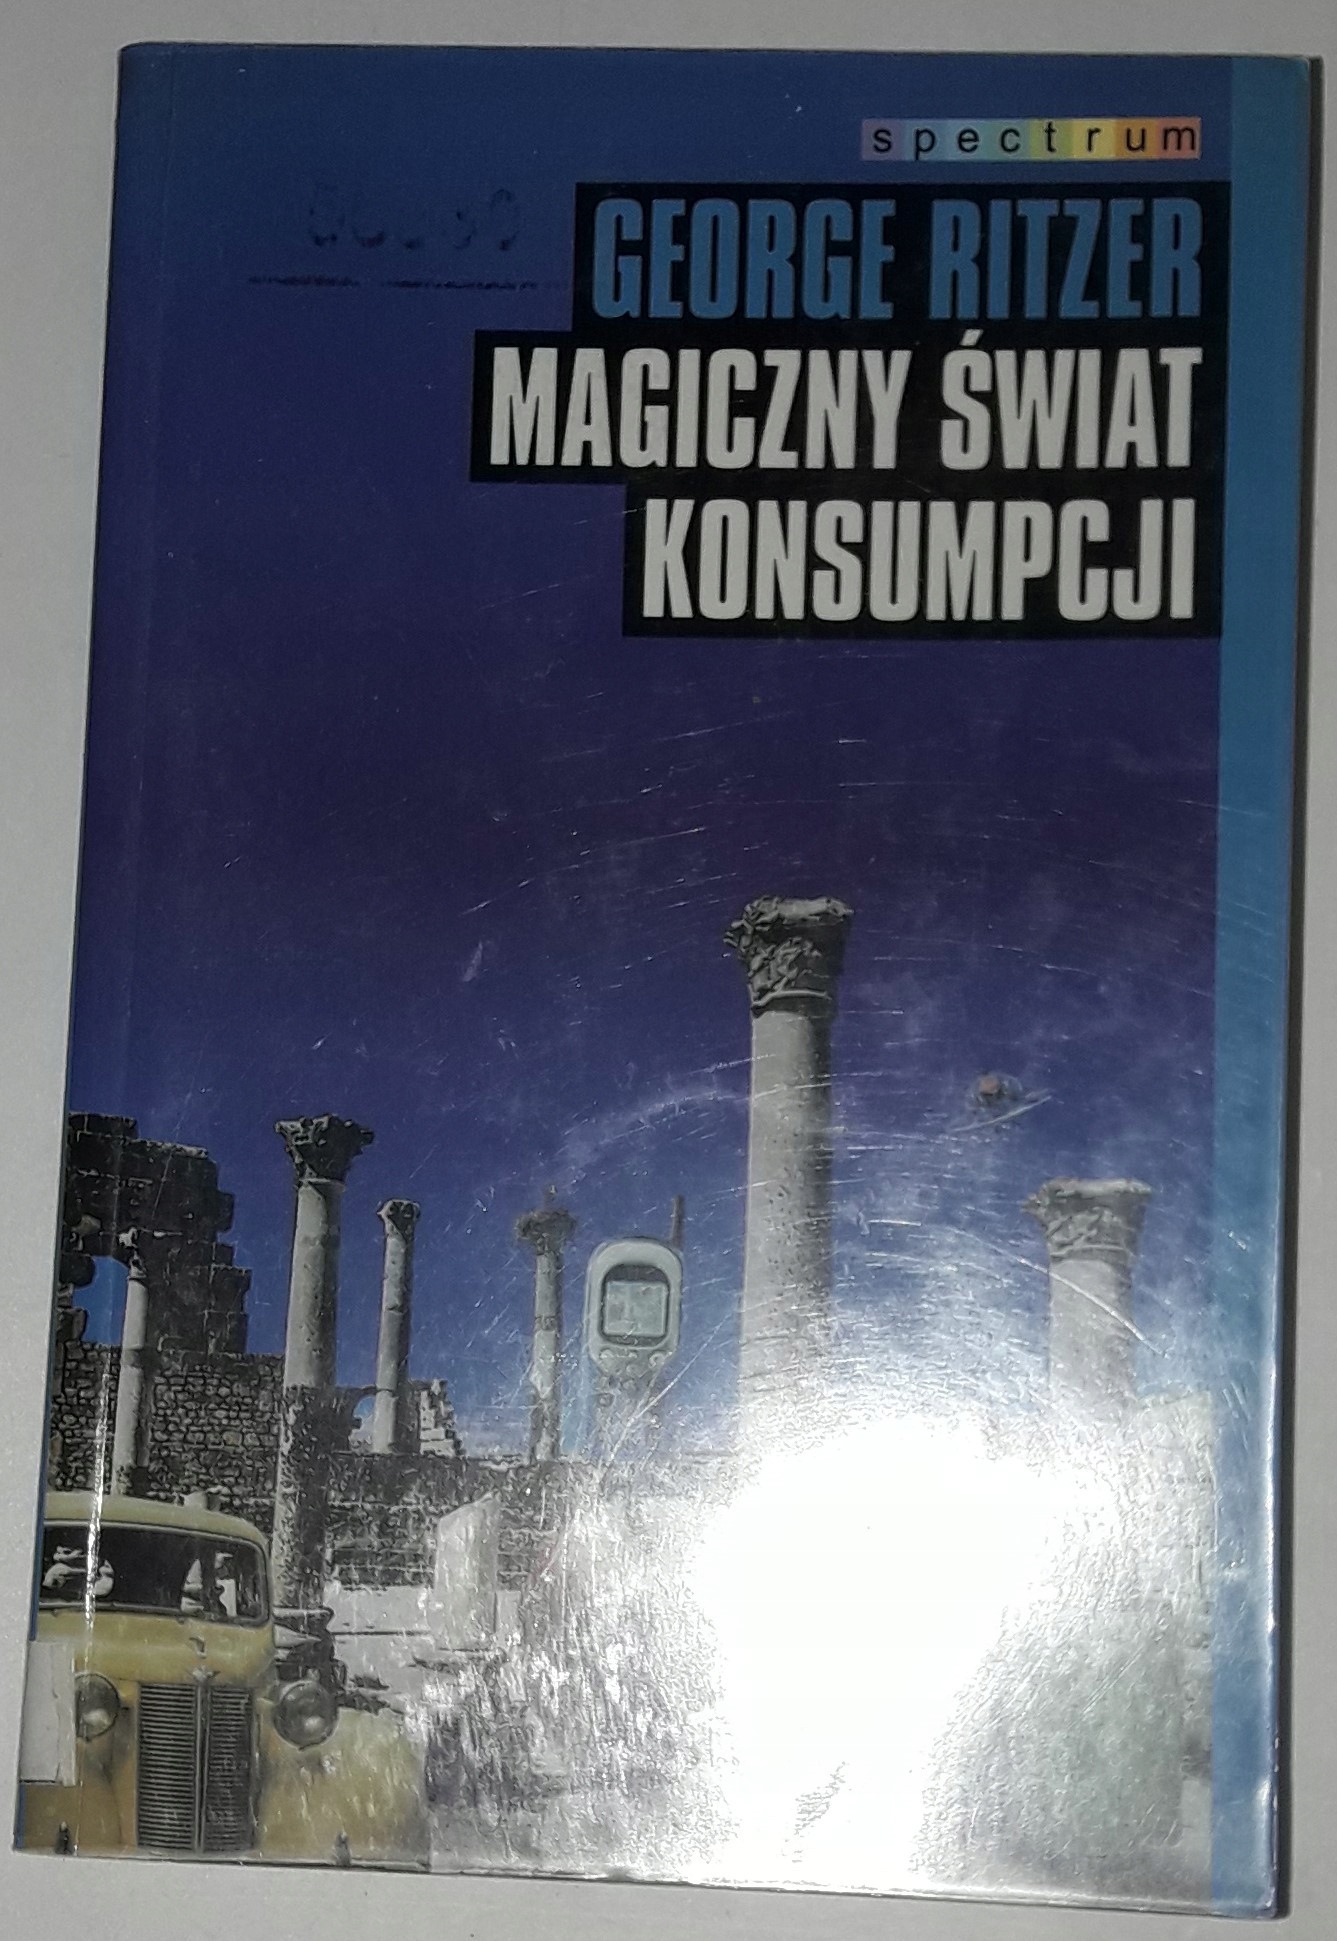 spectrum
GEORGE RITZER
MAGICZNY ŚWIAT
KONSUMPCJI